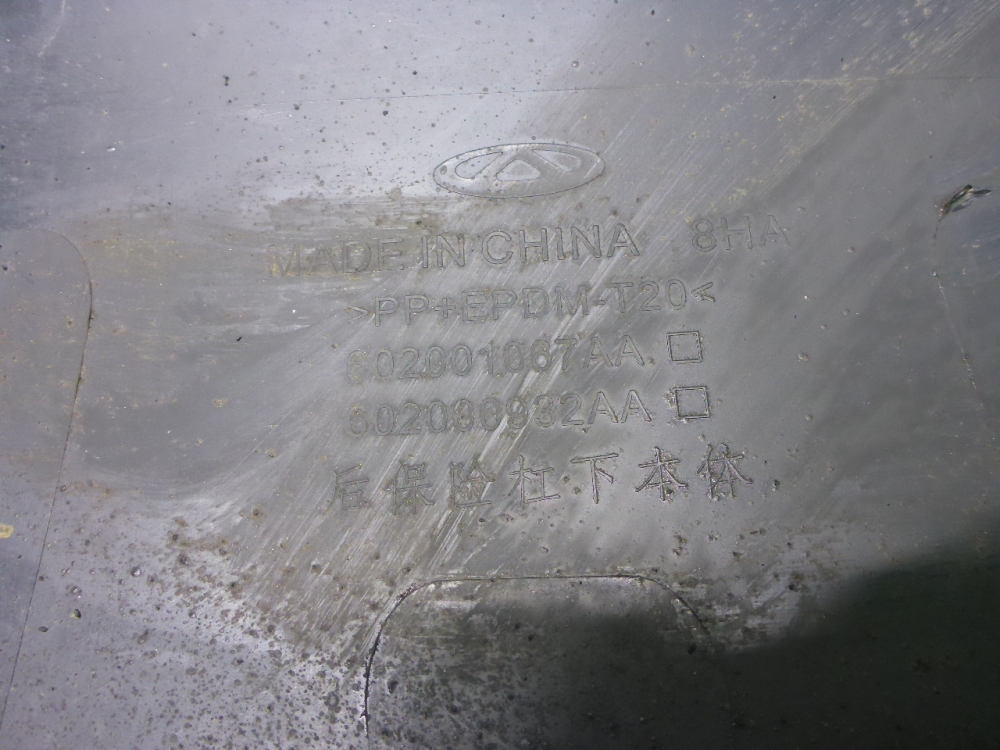 MADE IN CHINA 8HA
>PP+EPDM-T20<
602001067AA □
602000932AA □
后保险杠下本体